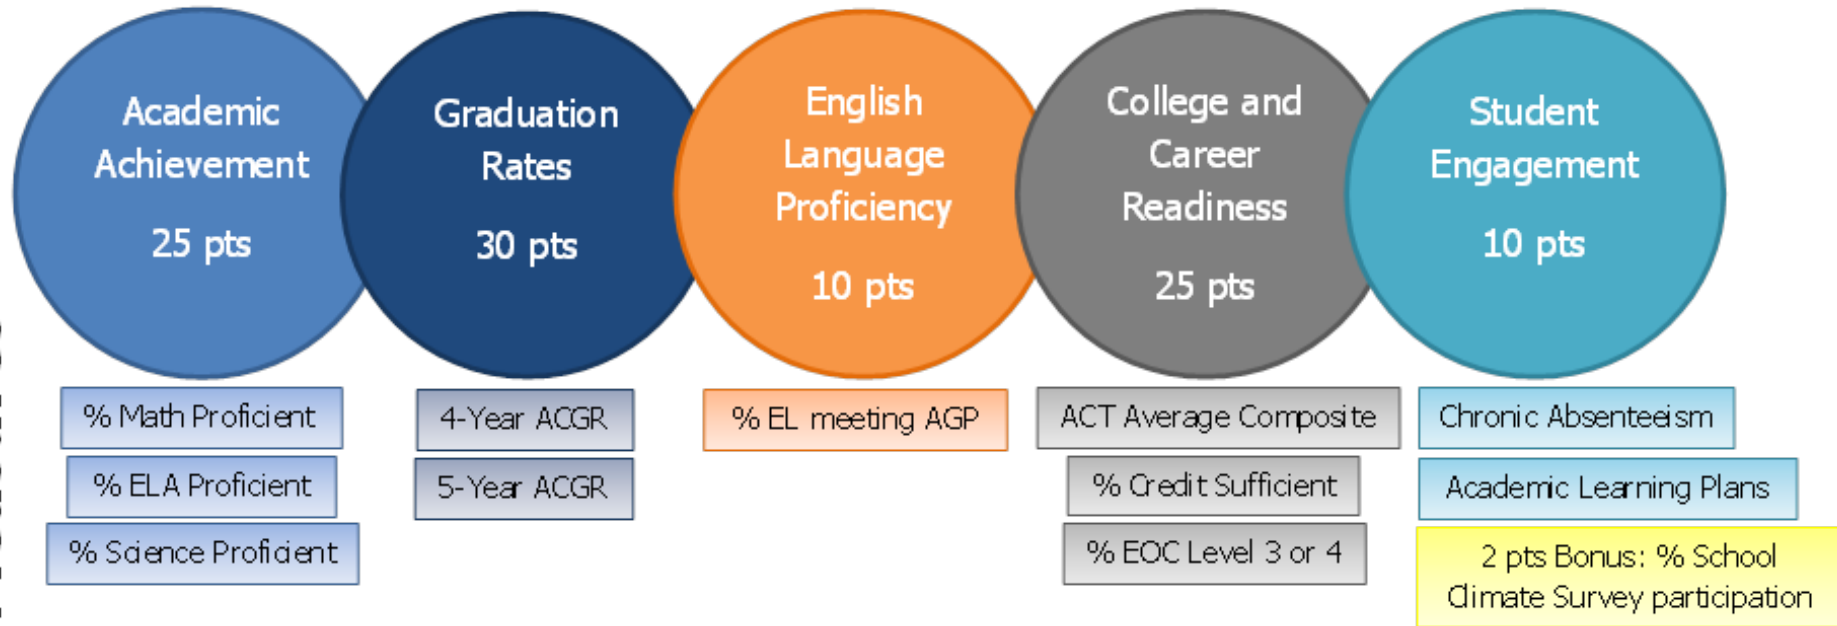 Academic
Achievement
25 pts
Graduation
Rates
30 pts
English
Language
Proficiency
10 pts
College and
Career
Readiness
25 pts
Student
Engagement
10 pts
% Math Proficient
% ELA Proficient
% Science Proficient
4-Year ACGR
5-Year ACGR
% EL meeting AGP
ACT Average Composite
% Credit Sufficient
% EOC Level 3 or 4
Chronic Absenteeism
Academic Learning Plans
2 pts Bonus: % School
Climate Survey participation